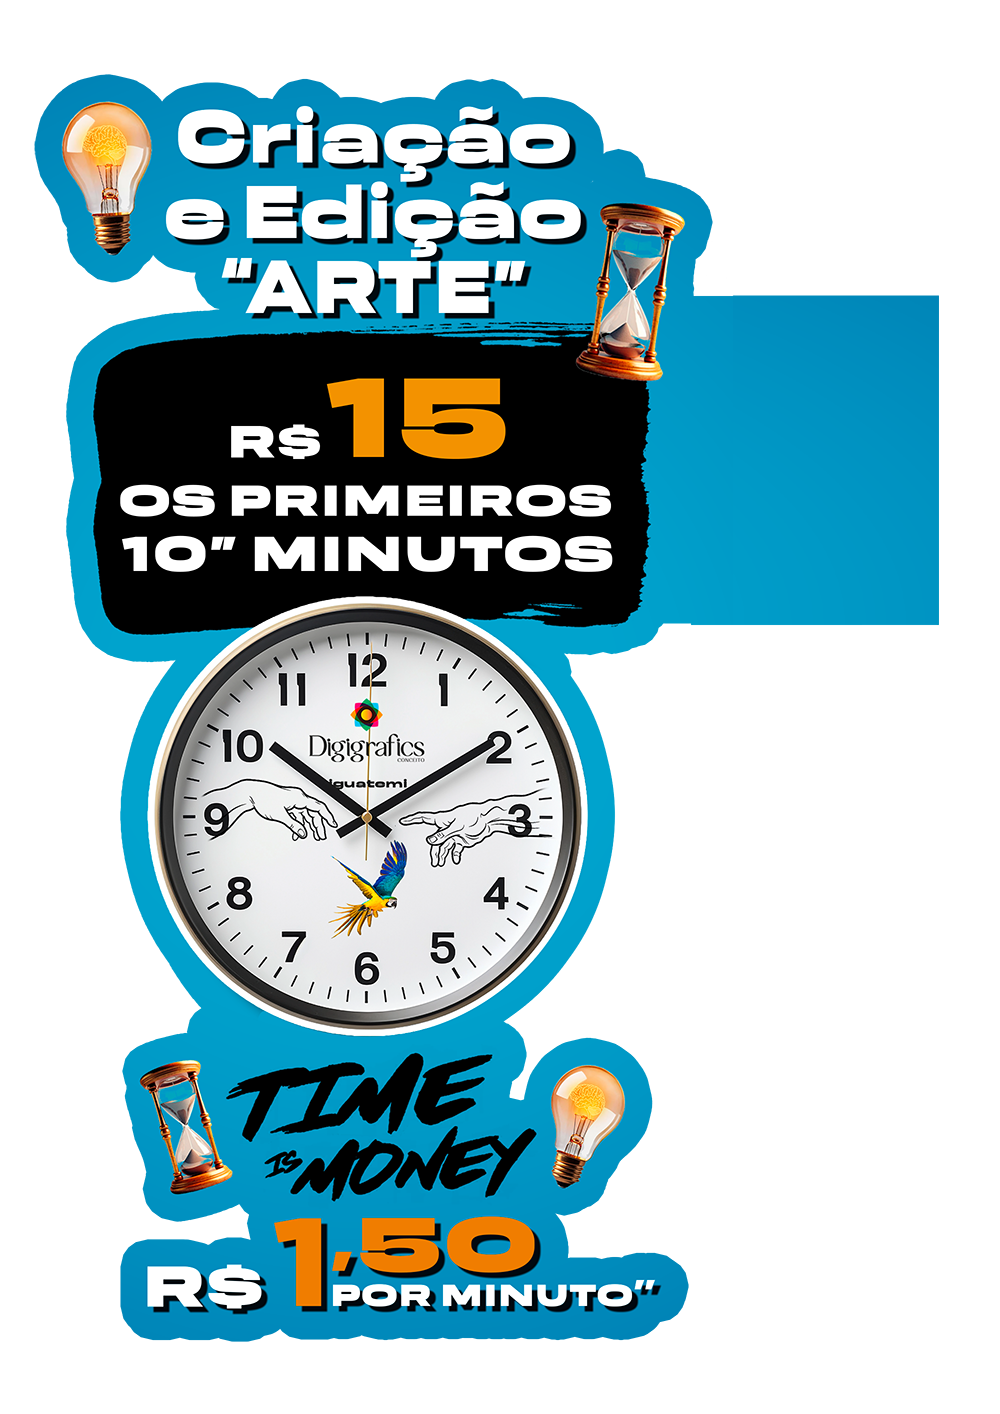 Criação
e Edição
"ARTE"
R$ 15
OS PRIMEIROS
10" MINUTOS
12
11 1
10 2
Digigrafics
CONCEITO
iguatemi
9 3
8 4
7 5
6
TIME
IS MONEY
R$ 1,50
POR MINUTO"